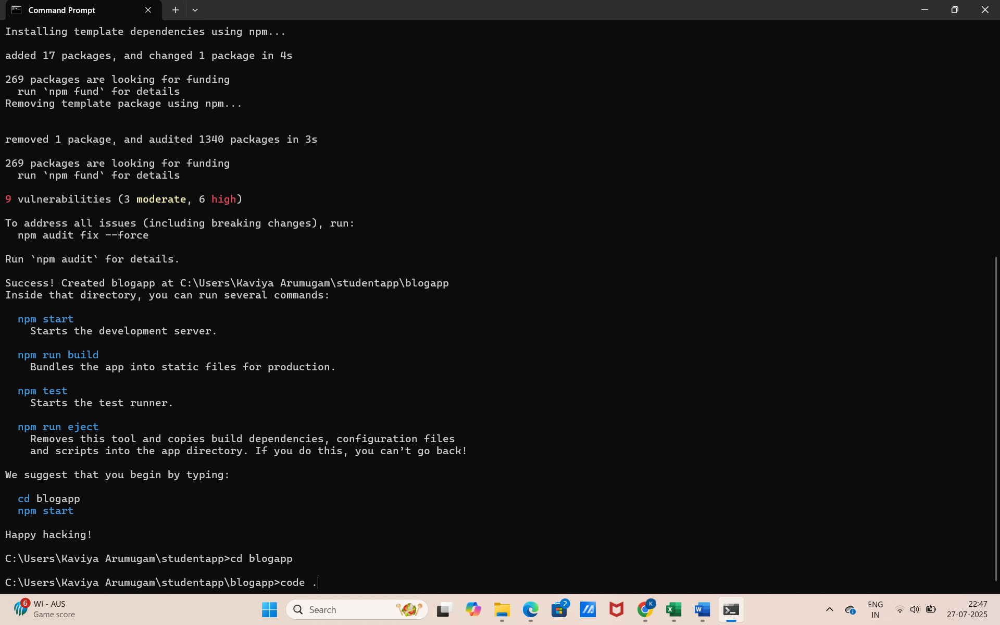 Command Prompt
Installing template dependencies using npm...
added 17 packages, and changed 1 package in 4s
269 packages are looking for funding
  run `npm fund` for details
Removing template package using npm...
removed 1 package, and audited 1340 packages in 3s
269 packages are looking for funding
  run `npm fund` for details
9 vulnerabilities (3 moderate, 6 high)
To address all issues (including breaking changes), run:
  npm audit fix --force
Run `npm audit` for details.
Success! Created blogapp at C:\Users\Kaviya Arumugam\studentapp\blogapp
Inside that directory, you can run several commands:
  npm start
    Starts the development server.
  npm run build
    Bundles the app into static files for production.
  npm test
    Starts the test runner.
  npm run eject
    Removes this tool and copies build dependencies, configuration files
    and scripts into the app directory. If you do this, you can’t go back!
We suggest that you begin by typing:
  cd blogapp
  npm start
Happy hacking!
C:\Users\Kaviya Arumugam\studentapp>cd blogapp
C:\Users\Kaviya Arumugam\studentapp\blogapp>code .
6
WI - AUS
Game score
Search
2
K
X
W
ENG
IN
22:47
27-07-2025